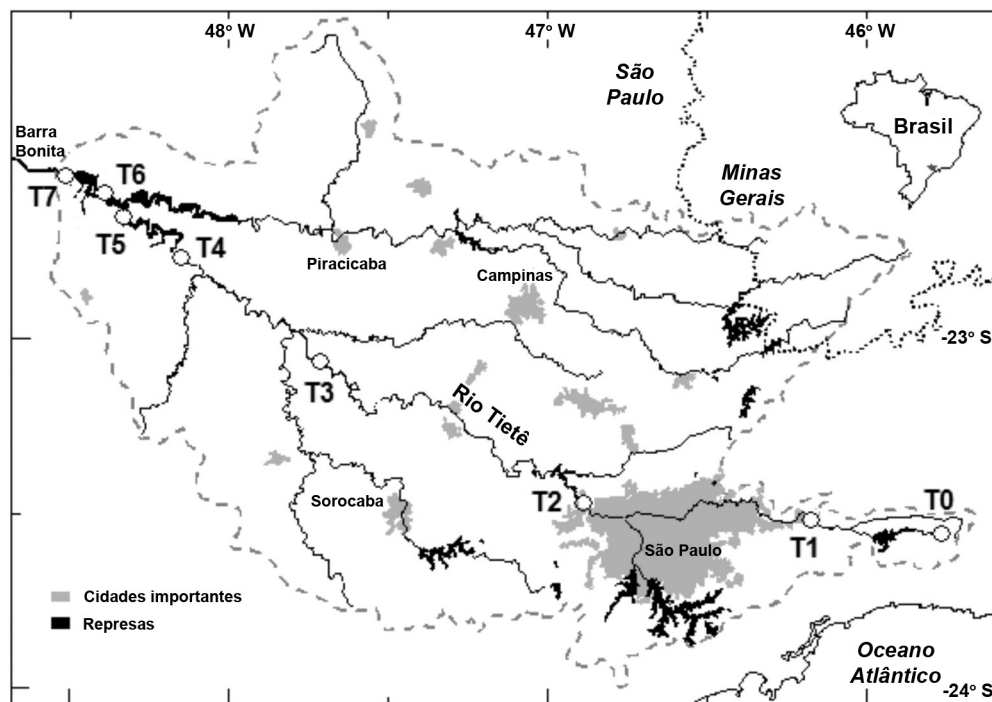 48° W
47° W
46° W
São
Paulo
Brasil
Barra
Bonita
Minas
Gerais
T6
T7
T5
T4
Piracicaba
Campinas
-23° S
T3
Rio Tietê
Sorocaba
T2
T0
T1
São Paulo
Cidades importantes
Represas
Oceano
Atlântico
-24° S